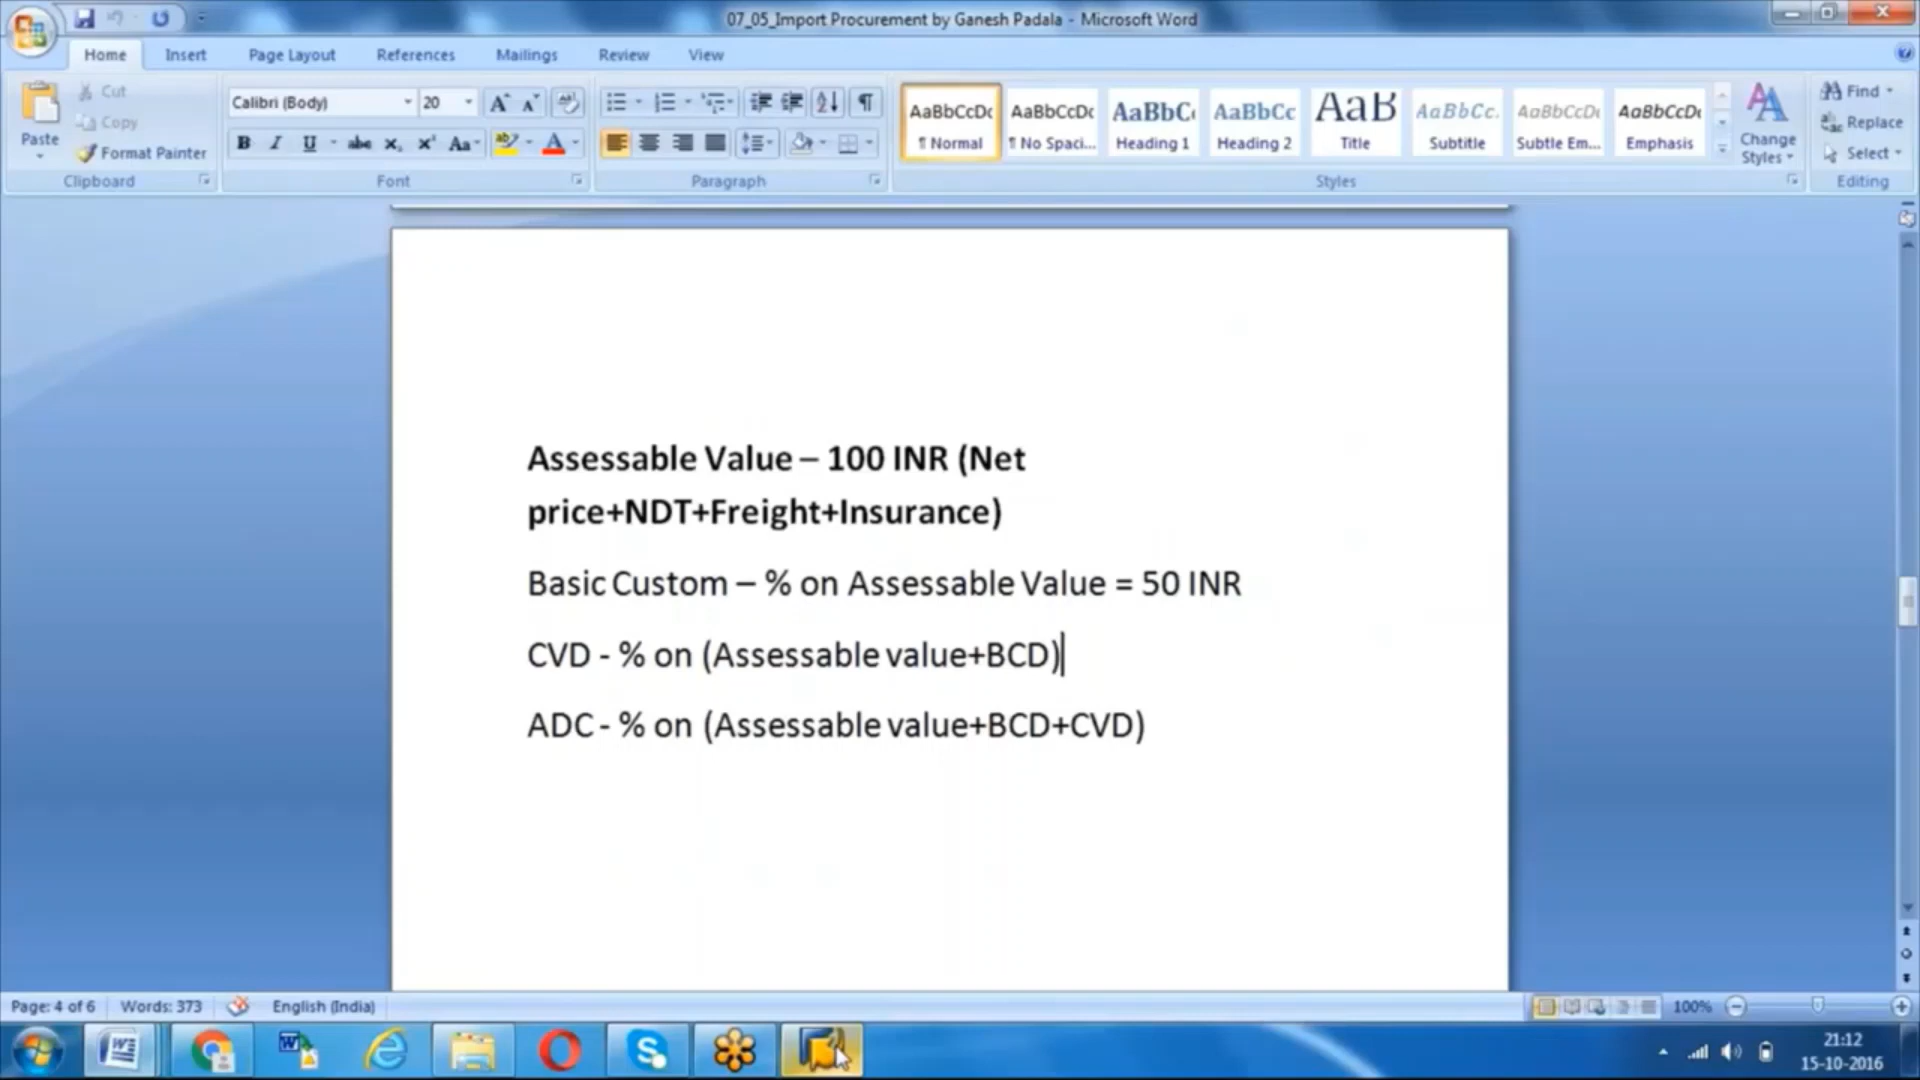 07_05_Import Procurement by Ganesh Padala - Microsoft Word
Home Insert Page Layout References Mailings Review View
Paste
Cut
Copy
Format Painter
Clipboard
Calibri (Body) 20
B I U abe x₂ x² Aa
Font
Paragraph
AaBbCcDc AaBbCcDc AaBbC AaBbCc AaB AaBbCc. AaBbCcDc AaBbCcDc
¶ Normal ¶ No Spaci... Heading 1 Heading 2 Title Subtitle Subtle Em... Emphasis
Change Styles
Styles
Find
Replace
Select
Editing
Assessable Value – 100 INR (Net
price+NDT+Freight+Insurance)
Basic Custom – % on Assessable Value = 50 INR
CVD - % on (Assessable value+BCD)
ADC - % on (Assessable value+BCD+CVD)
Page: 4 of 6 Words: 373 English (India) 100%
21:12
15-10-2016